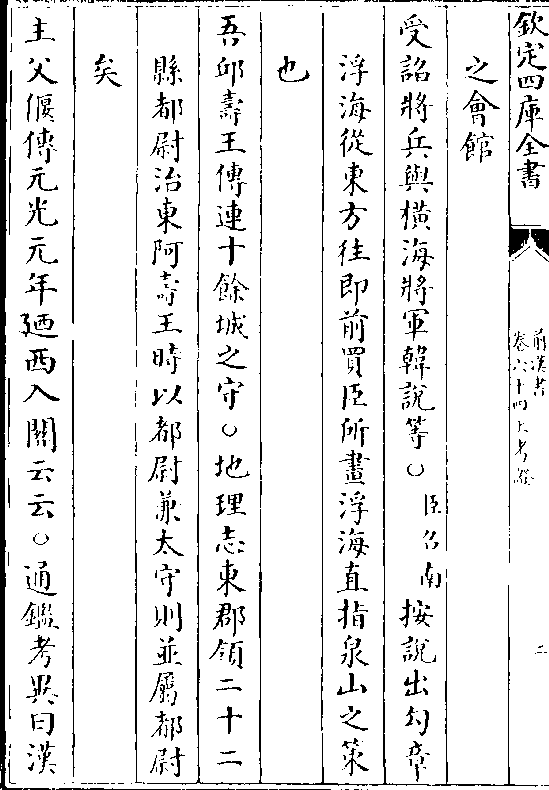 欽定四庫全書
前漢書
卷六十四上考證
二
之會館
受詔將兵與橫海將軍韓說等○臣召南按說出句章
浮海從東方往即前買臣所畫浮海直指泉山之策
也
吾邱壽王傳連十餘城之守○地理志東郡領二十二
縣都尉治東阿壽王時以都尉兼太守則並屬都尉
矣
主父偃傳元光元年廼西入關云云○通鑑考異曰漢